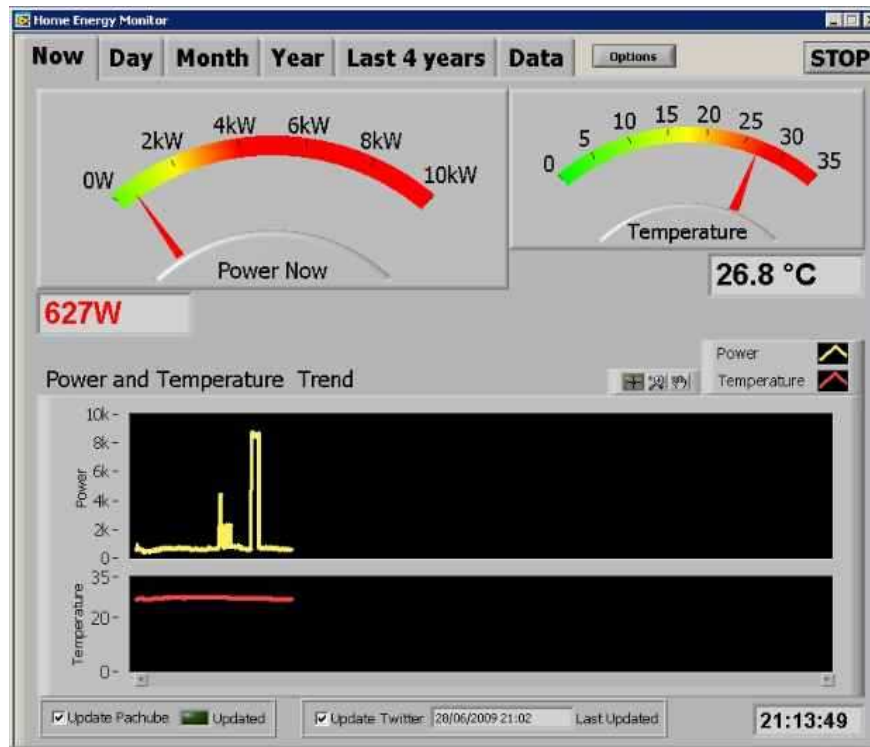 Home Energy Monitor
Now Day Month Year Last 4 years Data Options STOP
0W 2kW 4kW 6kW 8kW 10kW
Power Now
627W
0 5 10 15 20 25 30 35
Temperature
26.8 °C
Power and Temperature Trend
Power
Temperature
10k
8k
6k
4k
2k
0
Power
35
20
0
Temperature
Update Pachube Updated Update Twitter 28/06/2009 21:02 Last Updated 21:13:49